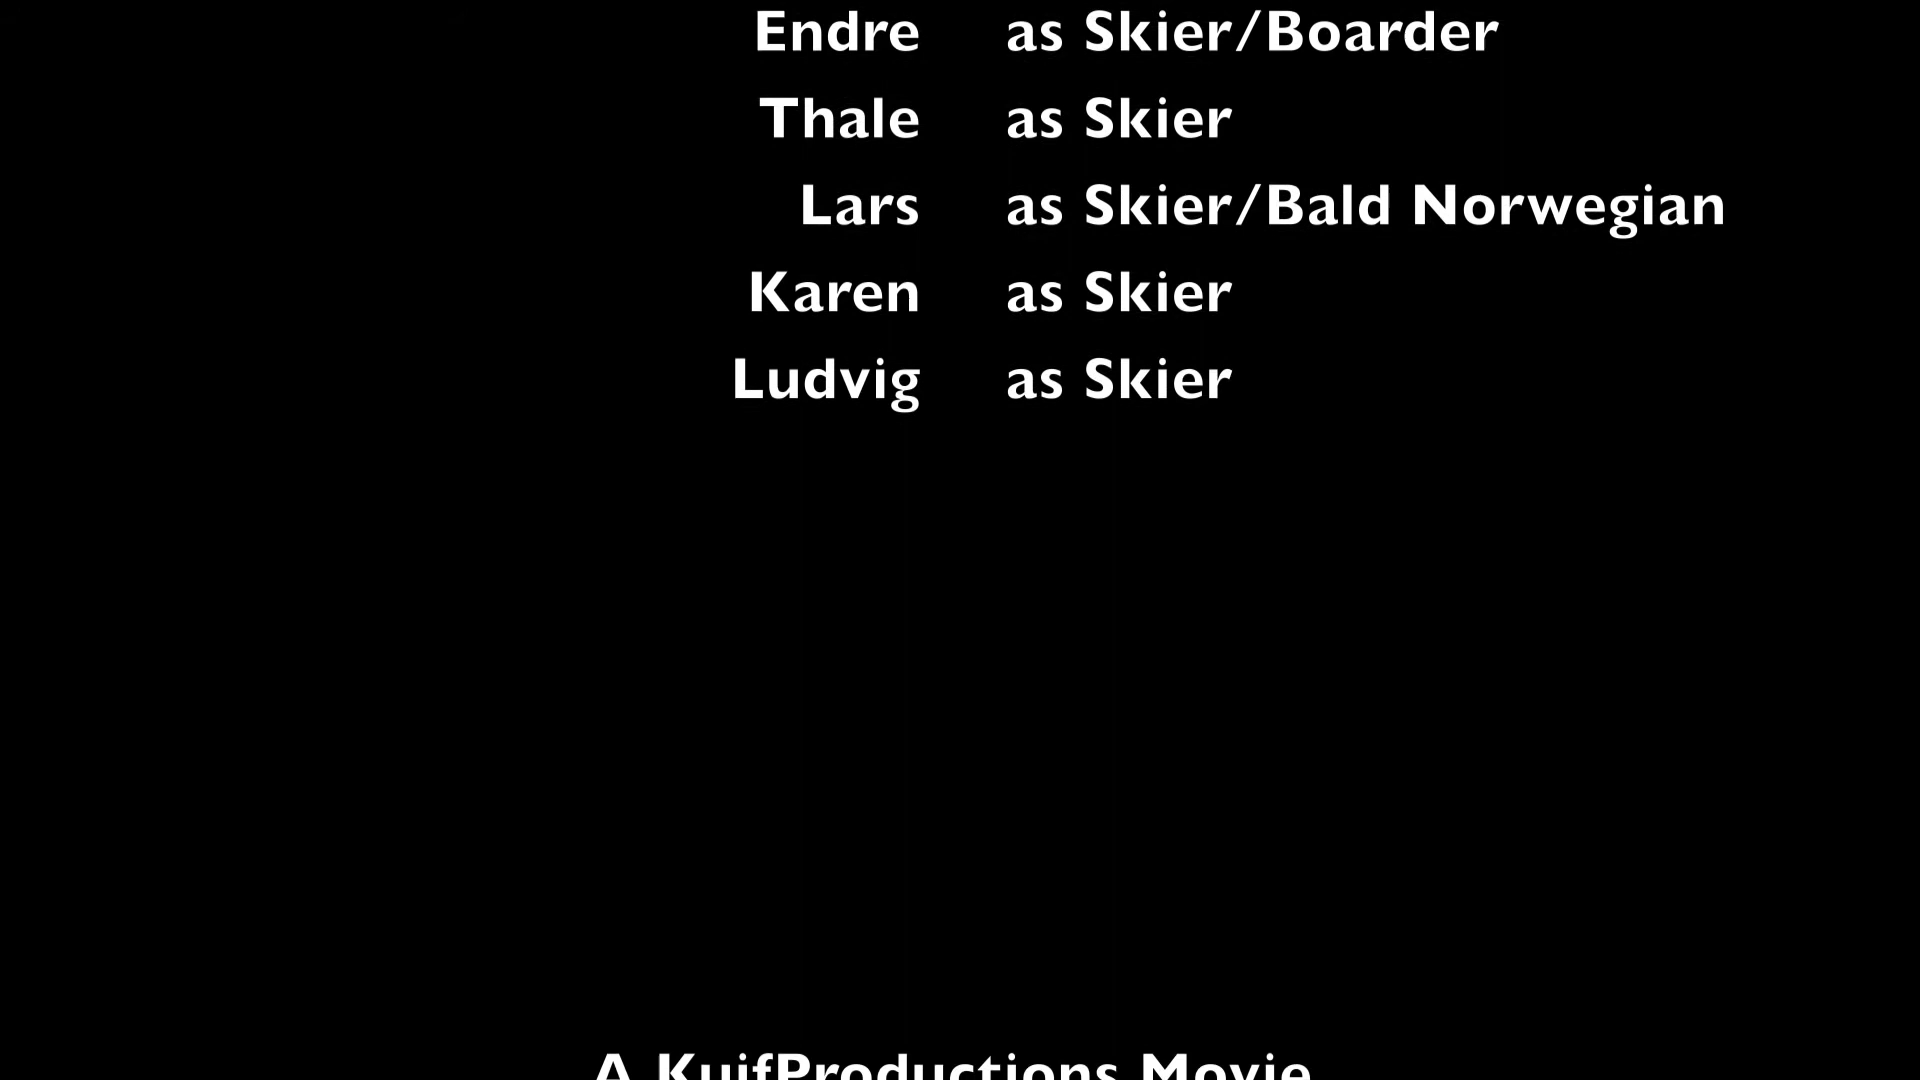 Endre as Skier/Boarder
Thale as Skier
Lars as Skier/Bald Norwegian
Karen as Skier
Ludvig as Skier
A KuifProductions Movie